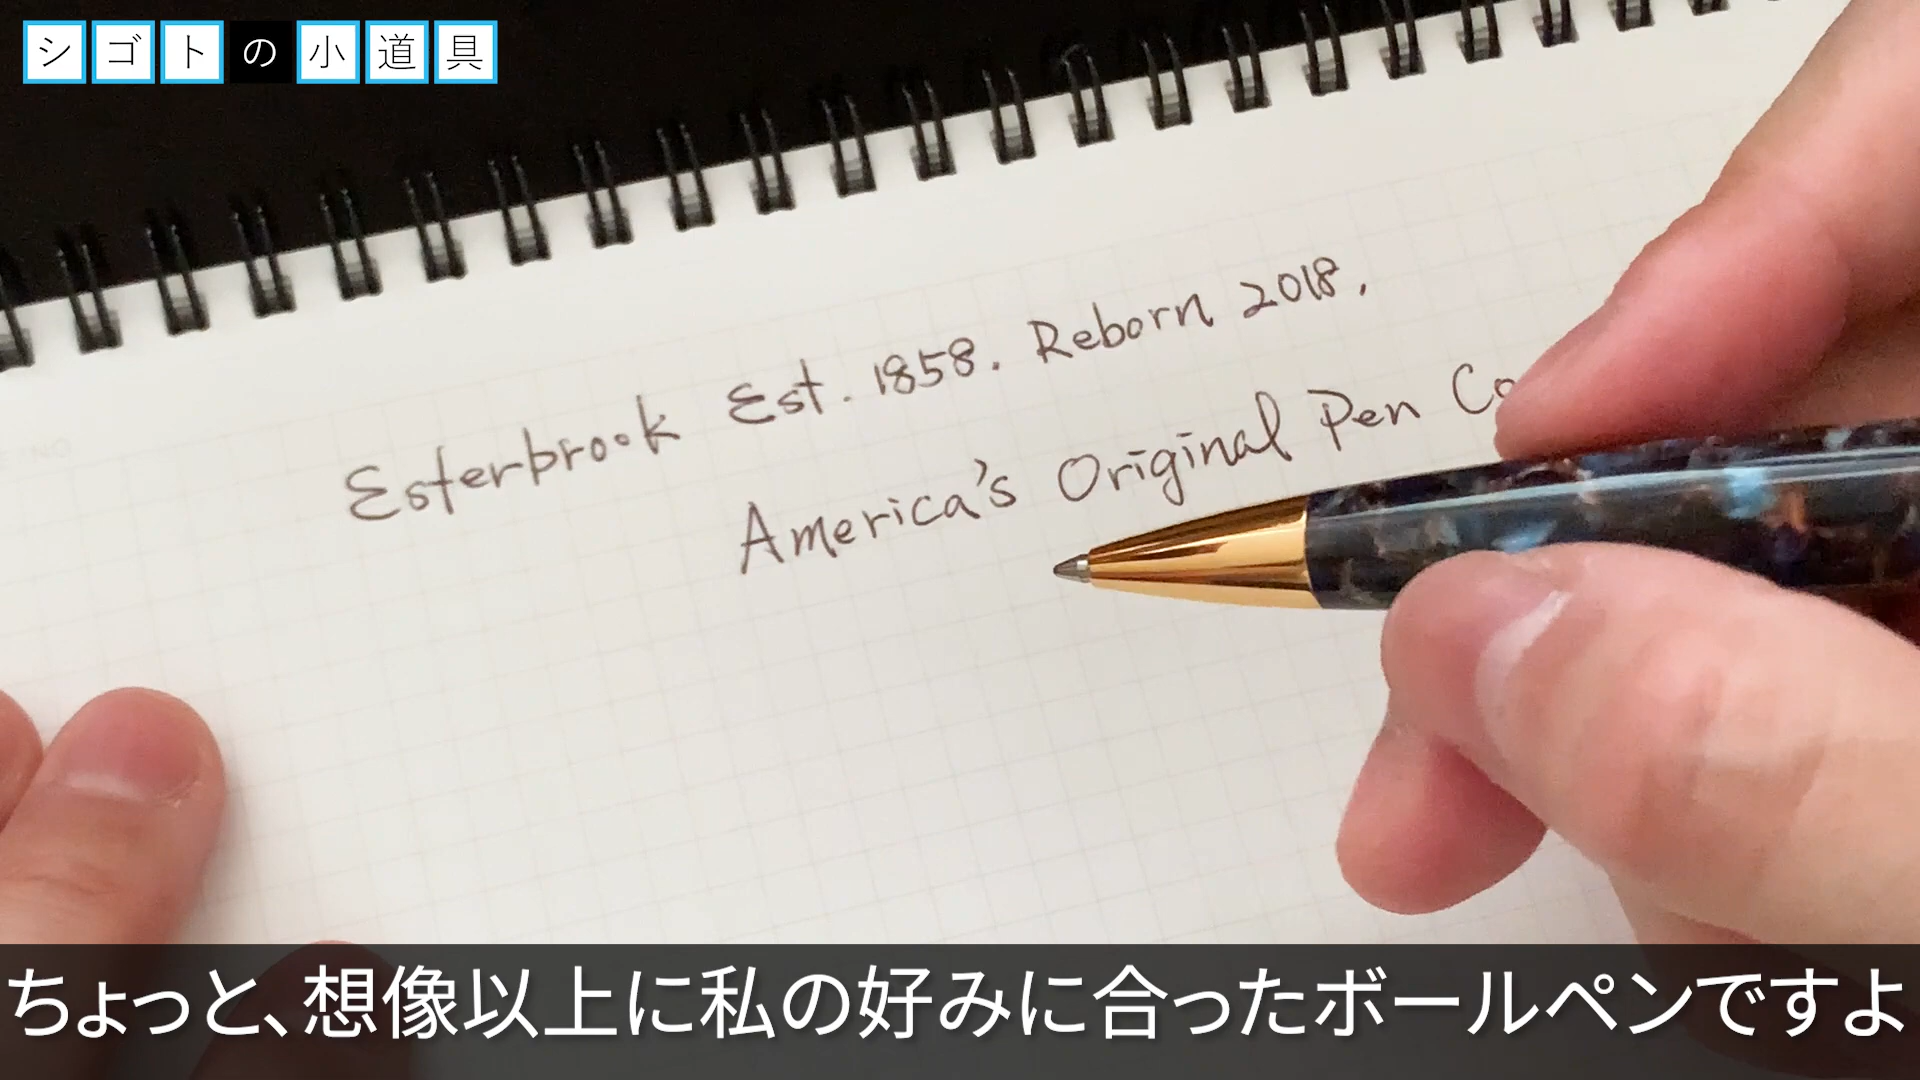 シゴトの小道具
Esterbrook Est. 1858. Reborn 2018.
America's Original Pen Co
ちょっと、想像以上に私の好みに合ったボールペンですよ